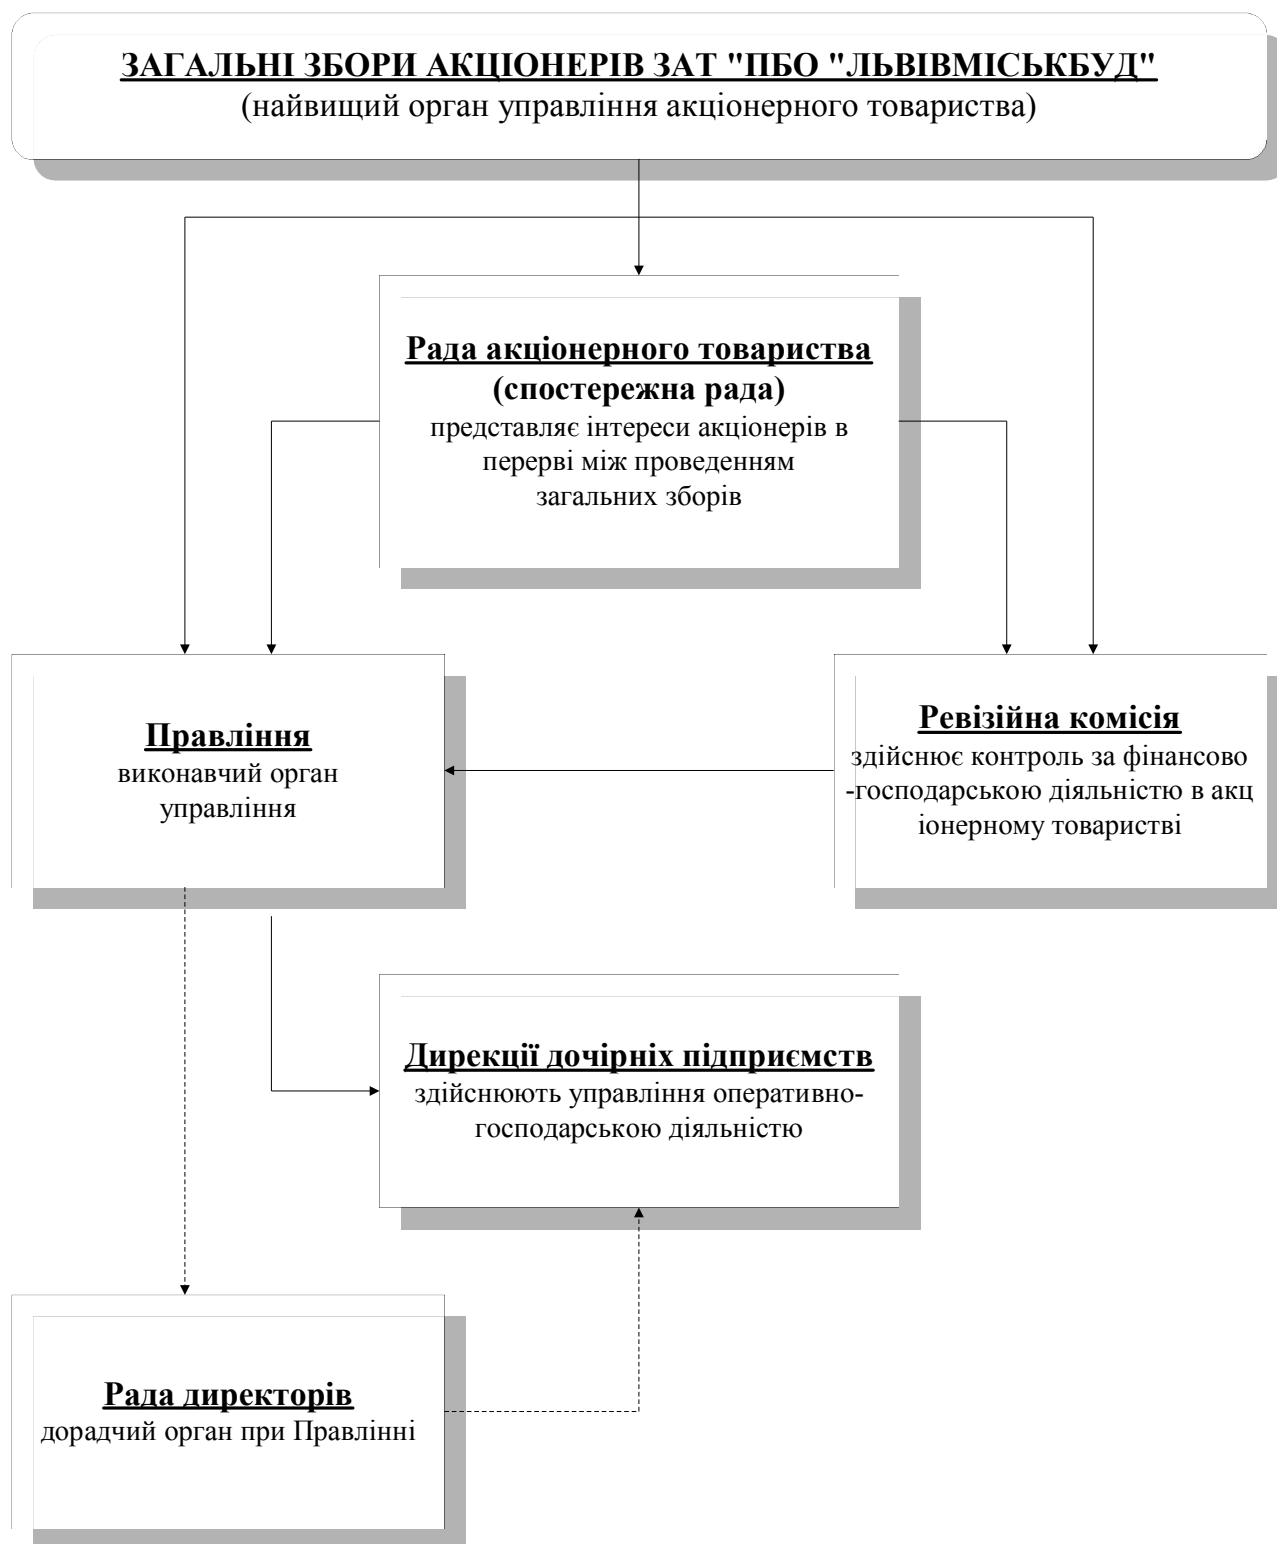 ЗАГАЛЬНІ ЗБОРИ АКЦІОНЕРІВ ЗАТ "ПБО "ЛЬВІВМІСЬКБУД"
(найвищий орган управління акціонерного товариства)
Рада акціонерного товариства
(спостережна рада)
представляє інтереси акціонерів в
перерві між проведенням
загальних зборів
Правління
виконавчий орган
управління
Ревізійна комісія
здійснює контроль за фінансово
-господарською діяльністю в акц
іонерному товаристві
Дирекції дочірніх підприємств
здійснюють управління оперативно-
господарською діяльністю
Рада директорів
дорадчий орган при Правлінні